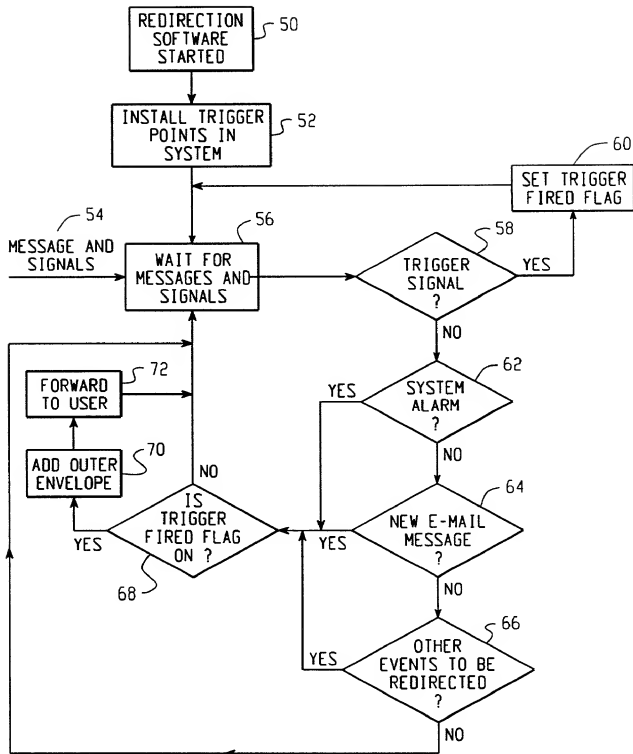 REDIRECTION
SOFTWARE
STARTED
50
INSTALL TRIGGER
POINTS IN
SYSTEM
52
60
SET TRIGGER
FIRED FLAG
54
MESSAGE AND
SIGNALS
56
WAIT FOR
MESSAGES AND
SIGNALS
58
TRIGGER
SIGNAL
?
YES
NO
62
SYSTEM
ALARM
?
YES
NO
72
FORWARD
TO USER
70
ADD OUTER
ENVELOPE
NO
IS
TRIGGER
FIRED FLAG
ON ?
YES
68
64
NEW E-MAIL
MESSAGE
?
YES
NO
66
OTHER
EVENTS TO BE
REDIRECTED
?
YES
NO